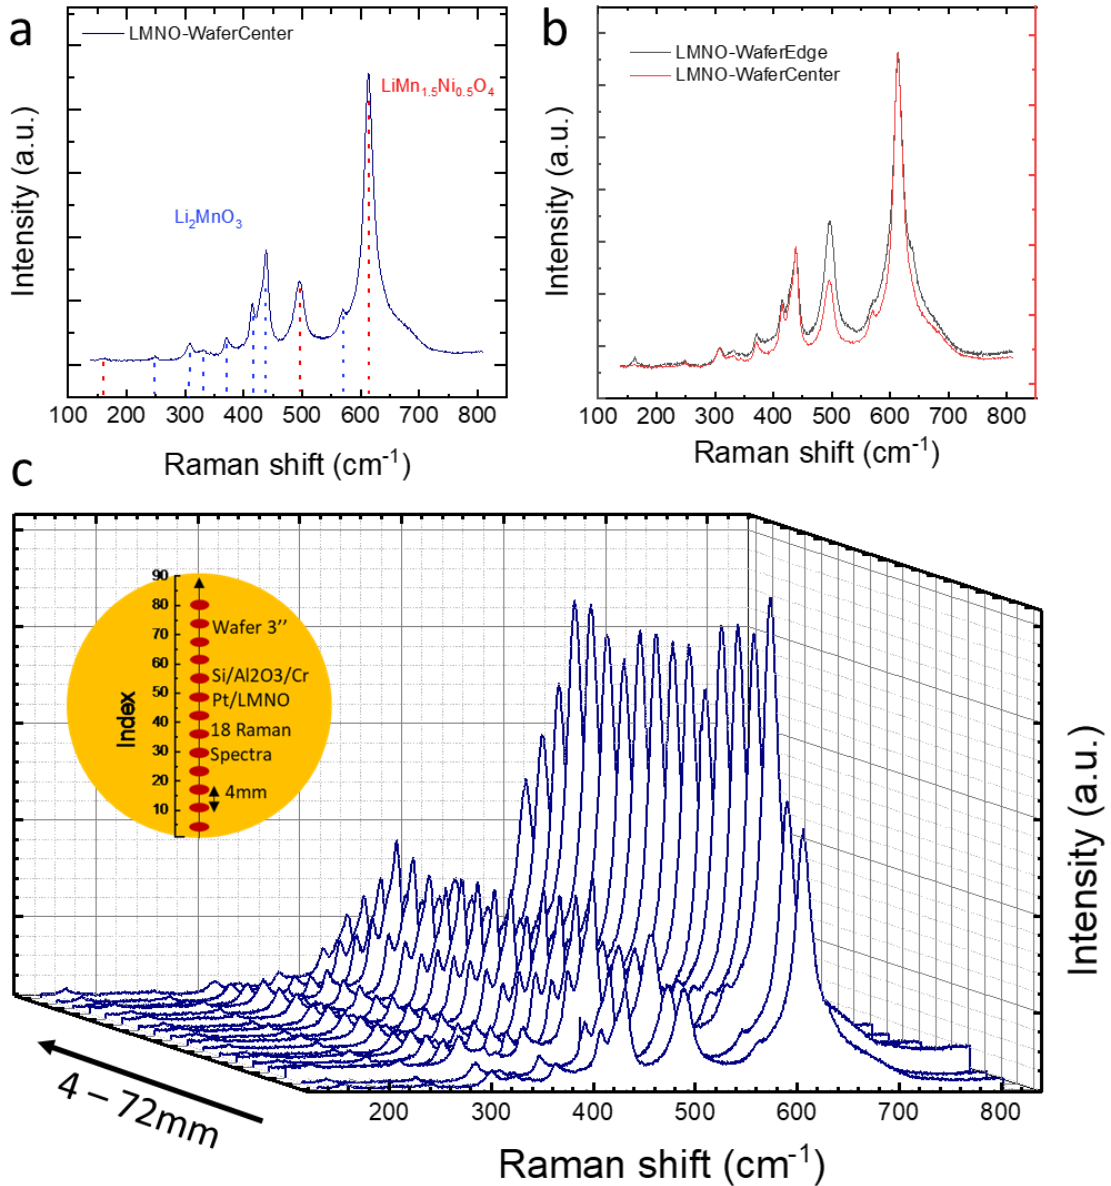 a
LMNO-WaferCenter
LiMn1.5Ni0.5O4
Li2MnO3
Intensity (a.u.)
100 200 300 400 500 600 700 800
Raman shift (cm-1)
b
LMNO-WaferEdge
LMNO-WaferCenter
Intensity (a.u.)
100 200 300 400 500 600 700 800
Raman shift (cm-1)
c
90
80
70
60
50
40
30
20
10
Index
Wafer 3’’
Si/Al2O3/Cr
Pt/LMNO
18 Raman
Spectra
4mm
Intensity (a.u.)
4 – 72mm
200 300 400 500 600 700 800
Raman shift (cm-1)